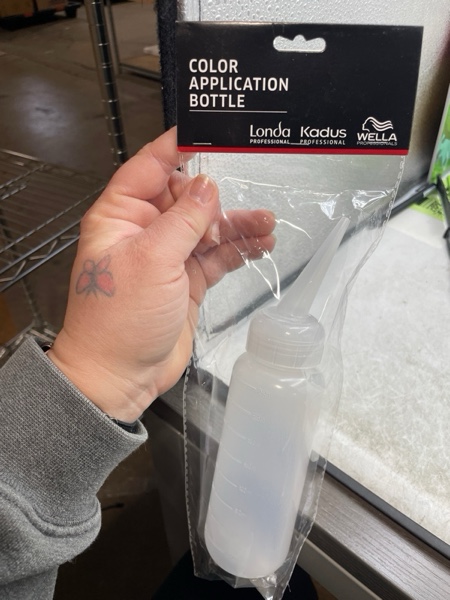 COLOR
APPLICATION
BOTTLE
Londa Kadus WELLA
PROFESSIONAL PROFESSIONAL PROFESSIONALS